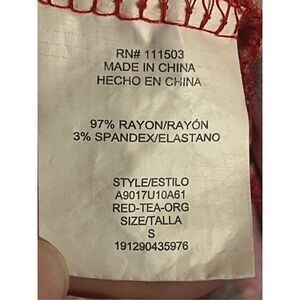 RN# 111503
MADE IN CHINA
HECHO EN CHINA
97% RAYON/RAYÓN
3% SPANDEX/ELASTANO
STYLE/ESTILO
A9017U10A61
RED-TEA-ORG
SIZE/TALLA
S
191290435976